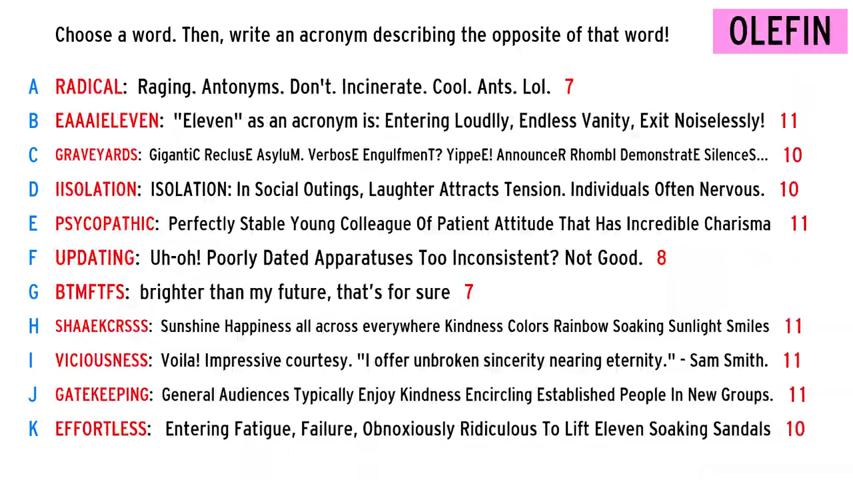 Choose a word. Then, write an acronym describing the opposite of that word!
OLEFIN
A RADICAL: Raging. Antonyms. Don't. Incinerate. Cool. Ants. Lol. 7
B EAAAIELEVEN: "Eleven" as an acronym is: Entering Loudlly, Endless Vanity, Exit Noiselessly! 11
C GRAVEYARDS: GigantiC ReclusE AsyluM. VerbosE EngulfmenT? YippeE! AnnounceR RhombI DemonstratE SilenceS... 10
D IISOLATION: ISOLATION: In Social Outings, Laughter Attracts Tension. Individuals Often Nervous. 10
E PSYCOPATHIC: Perfectly Stable Young Colleague Of Patient Attitude That Has Incredible Charisma 11
F UPDATING: Uh-oh! Poorly Dated Apparatuses Too Inconsistent? Not Good. 8
G BTMFTFS: brighter than my future, that's for sure 7
H SHAAEKCRSSS: Sunshine Happiness all across everywhere Kindness Colors Rainbow Soaking Sunlight Smiles 11
I VICIOUSNESS: Voila! Impressive courtesy. "I offer unbroken sincerity nearing eternity." - Sam Smith. 11
J GATEKEEPING: General Audiences Typically Enjoy Kindness Encircling Established People In New Groups. 11
K EFFORTLESS: Entering Fatigue, Failure, Obnoxiously Ridiculous To Lift Eleven Soaking Sandals 10